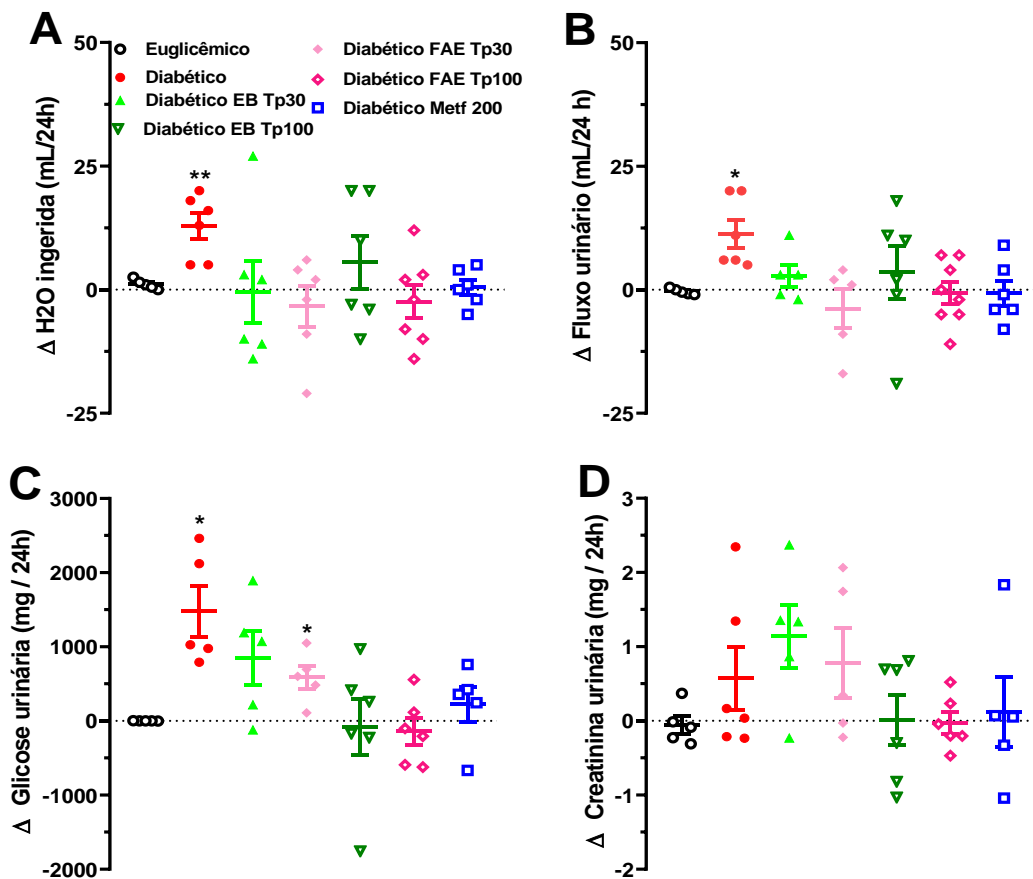 A
B
50
25
0
-25
Δ H2O ingerida (mL/24h)
Euglicêmico
Diabético
Diabético EB Tp30
Diabético EB Tp100
Diabético FAE Tp30
Diabético FAE Tp100
Diabético Metf 200
**
50
25
0
-25
Δ Fluxo urinário (mL/24 h)
*
C
D
3000
2000
1000
0
-1000
-2000
Δ Glicose urinária (mg / 24h)
*
*
3
2
1
0
-1
-2
Δ Creatinina urinária (mg / 24h)